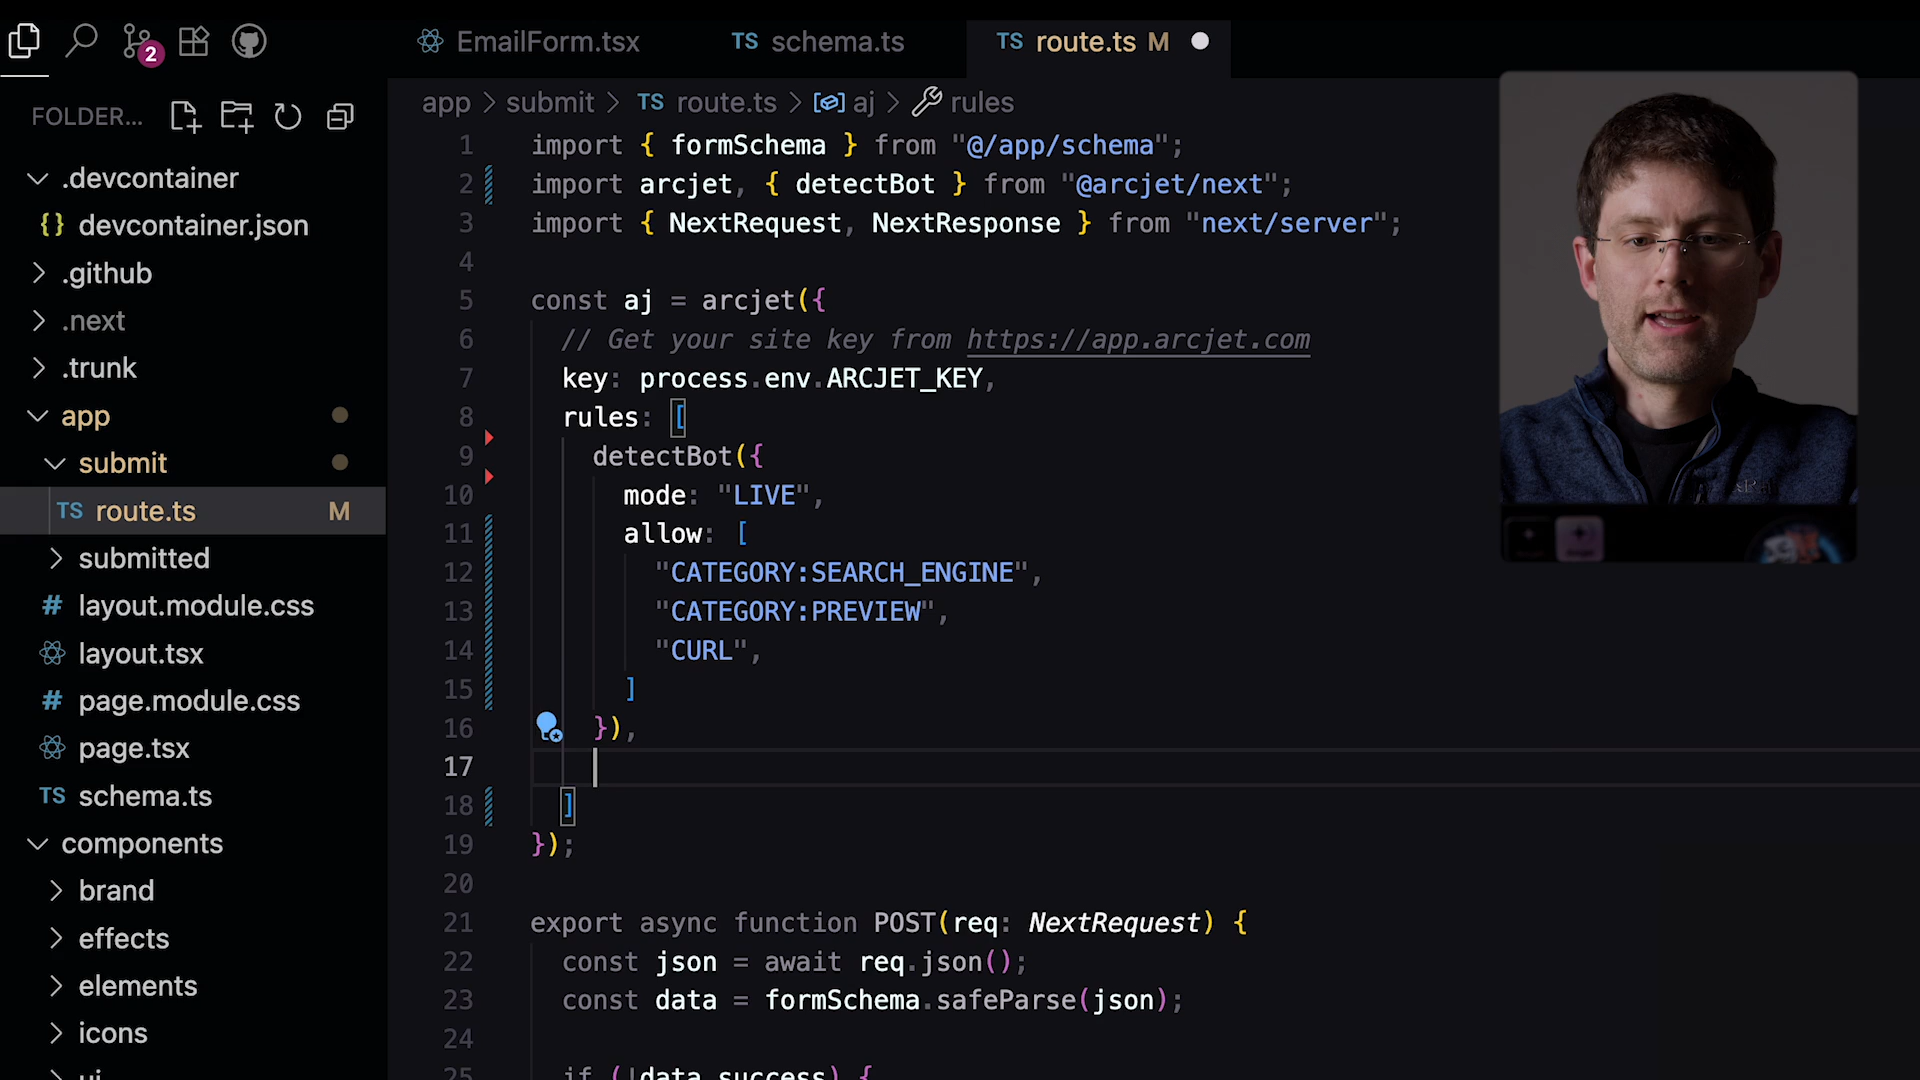 2
EmailForm.tsx
TS schema.ts
TS route.ts M
FOLDER...
app > submit > TS route.ts > aj > rules
.devcontainer
{} devcontainer.json
.github
.next
.trunk
app
submit
TS route.ts M
submitted
# layout.module.css
layout.tsx
# page.module.css
page.tsx
TS schema.ts
components
brand
effects
elements
icons
1 import { formSchema } from "@/app/schema";
2 import arcjet, { detectBot } from "@arcjet/next";
3 import { NextRequest, NextResponse } from "next/server";
4
5 const aj = arcjet({
6 // Get your site key from https://app.arcjet.com
7 key: process.env.ARCJET_KEY,
8 rules: [
9 detectBot({
10 mode: "LIVE",
11 allow: [
12 "CATEGORY:SEARCH_ENGINE",
13 "CATEGORY:PREVIEW",
14 "CURL",
15 ]
16 }),
17
18 ]
19 });
20
21 export async function POST(req: NextRequest) {
22 const json = await req.json();
23 const data = formSchema.safeParse(json);
24
25 if (!data.success) {